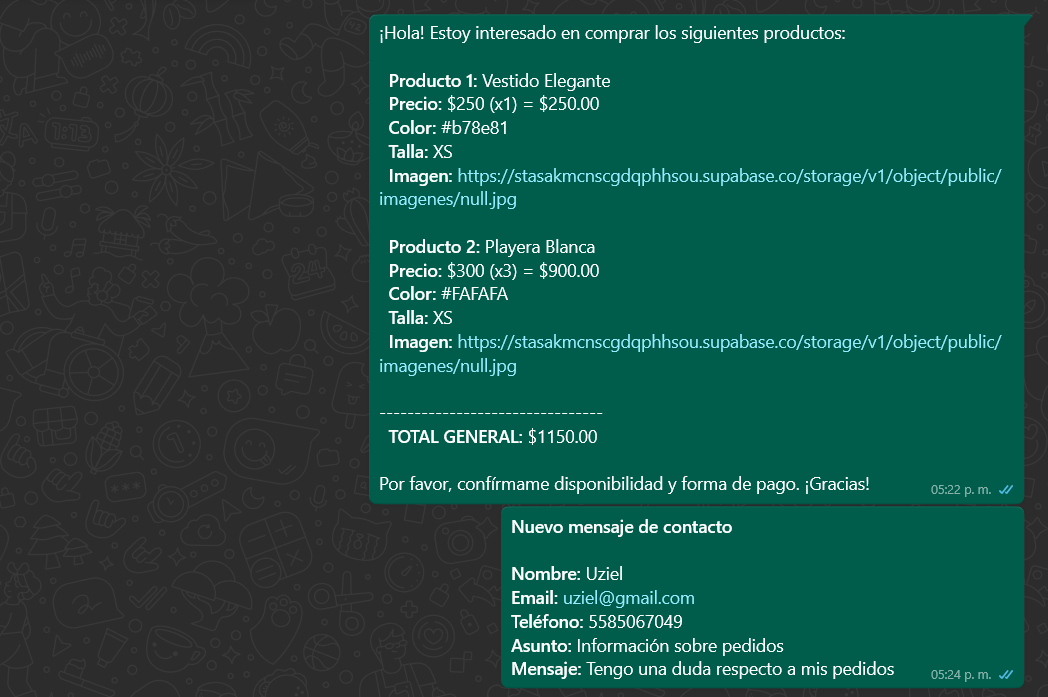 ¡Hola! Estoy interesado en comprar los siguientes productos:
Producto 1: Vestido Elegante
Precio: $250 (x1) = $250.00
Color: #b78e81
Talla: XS
Imagen: https://stasakmcnscgdqphhsou.supabase.co/storage/v1/object/public/
imagenes/null.jpg
Producto 2: Playera Blanca
Precio: $300 (x3) = $900.00
Color: #FAFAFA
Talla: XS
Imagen: https://stasakmcnscgdqphhsou.supabase.co/storage/v1/object/public/
imagenes/null.jpg
--------------------------------
TOTAL GENERAL: $1150.00
Por favor, confírmame disponibilidad y forma de pago. ¡Gracias!
05:22 p. m.
Nuevo mensaje de contacto
Nombre: Uziel
Email: uziel@gmail.com
Teléfono: 5585067049
Asunto: Información sobre pedidos
Mensaje: Tengo una duda respecto a mis pedidos
05:24 p. m.